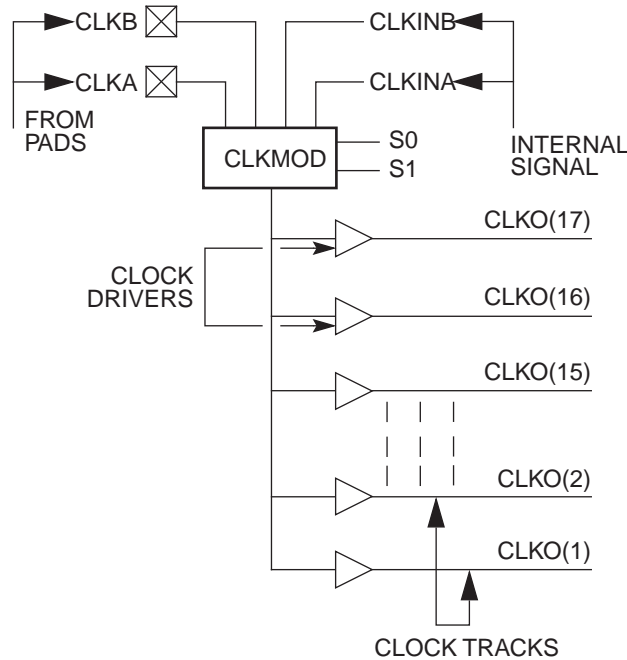 CLKB
CLKINB
CLKA
CLKINA
FROM
PADS
CLKMOD
S0
S1
INTERNAL
SIGNAL
CLKO(17)
CLOCK
DRIVERS
CLKO(16)
CLKO(15)
CLKO(2)
CLKO(1)
CLOCK TRACKS